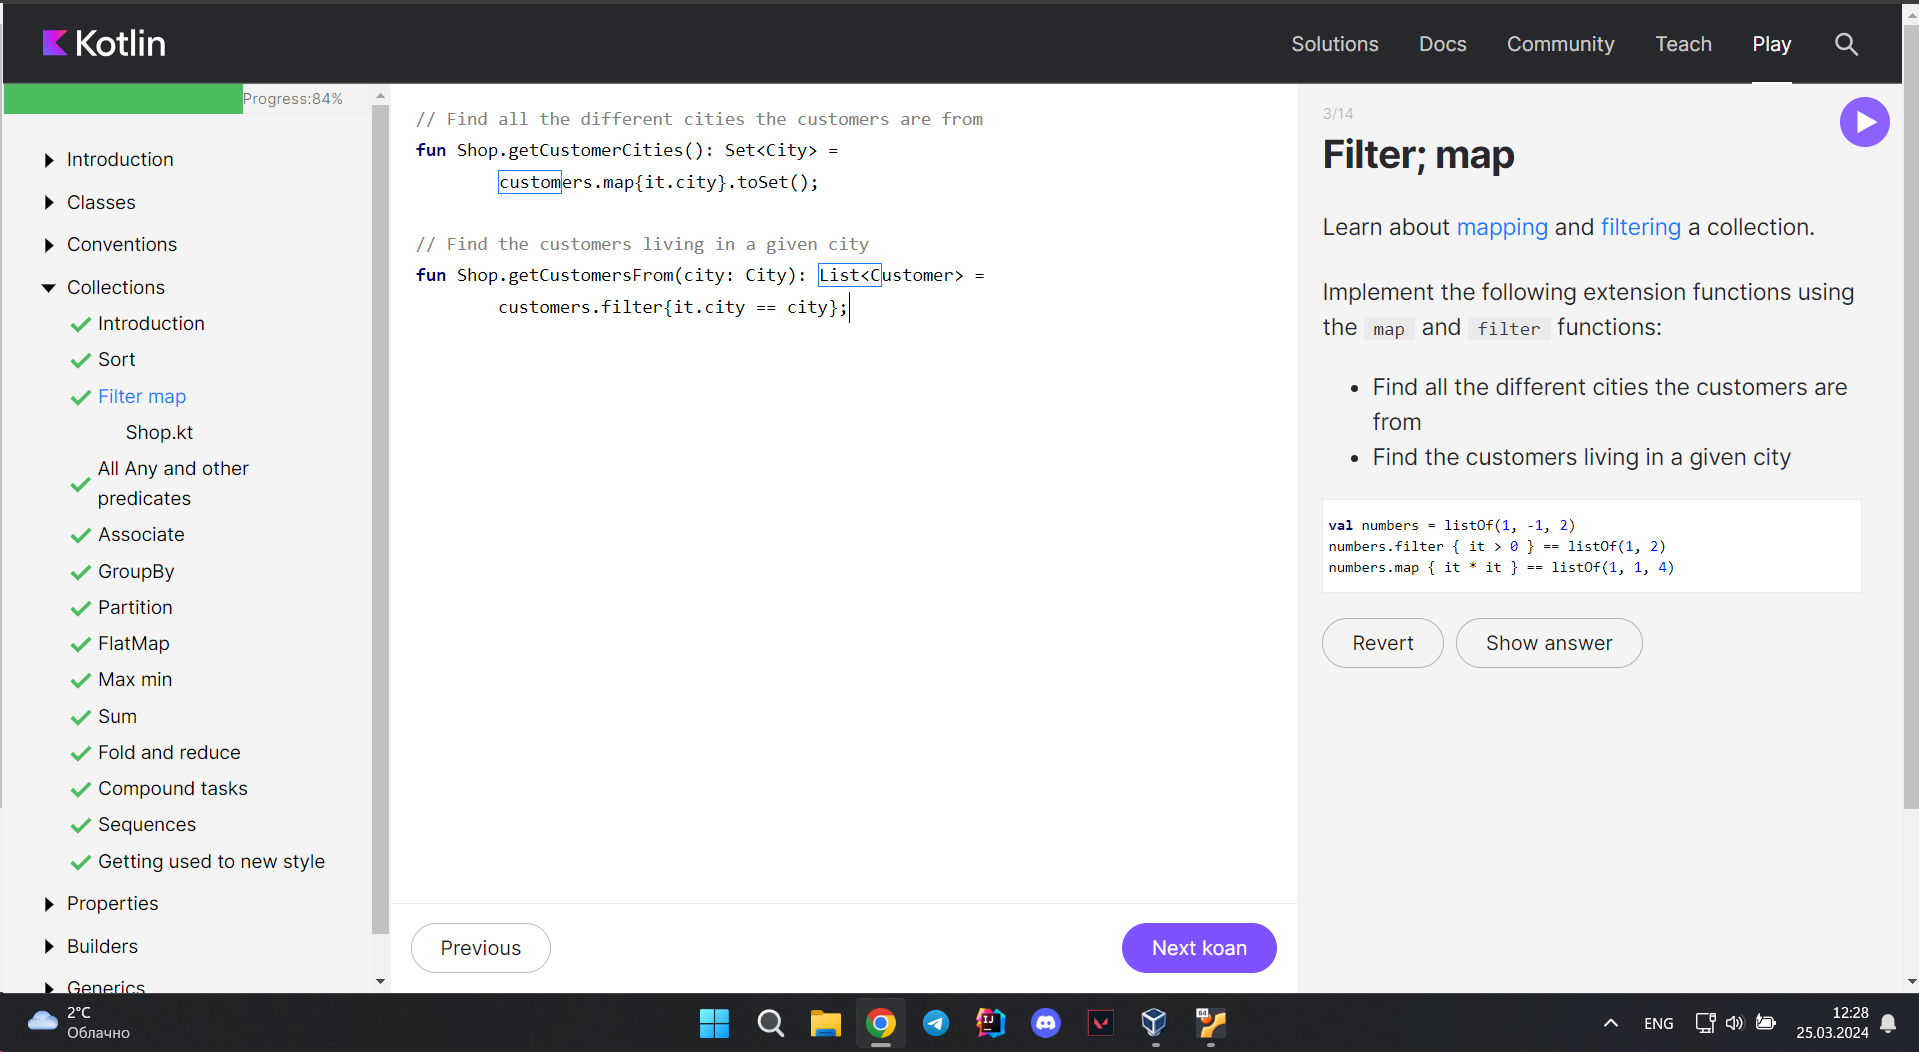 Kotlin
Solutions Docs Community Teach Play
Progress:84%
Introduction
Classes
Conventions
Collections
Introduction
Sort
Filter map
Shop.kt
All Any and other
predicates
Associate
GroupBy
Partition
FlatMap
Max min
Sum
Fold and reduce
Compound tasks
Sequences
Getting used to new style
Properties
Builders
Generics
// Find all the different cities the customers are from
fun Shop.getCustomerCities(): Set<City> =
customers.map{it.city}.toSet();
// Find the customers living in a given city
fun Shop.getCustomersFrom(city: City): List<Customer> =
customers.filter{it.city == city};
Previous
Next koan
3/14
Filter; map
Learn about mapping and filtering a collection.
Implement the following extension functions using
the map and filter functions:
• Find all the different cities the customers are
from
• Find the customers living in a given city
val numbers = listOf(1, -1, 2)
numbers.filter { it > 0 } == listOf(1, 2)
numbers.map { it * it } == listOf(1, 1, 4)
Revert
Show answer
2°C
Облачно
IJ
64
ENG
12:28
25.03.2024